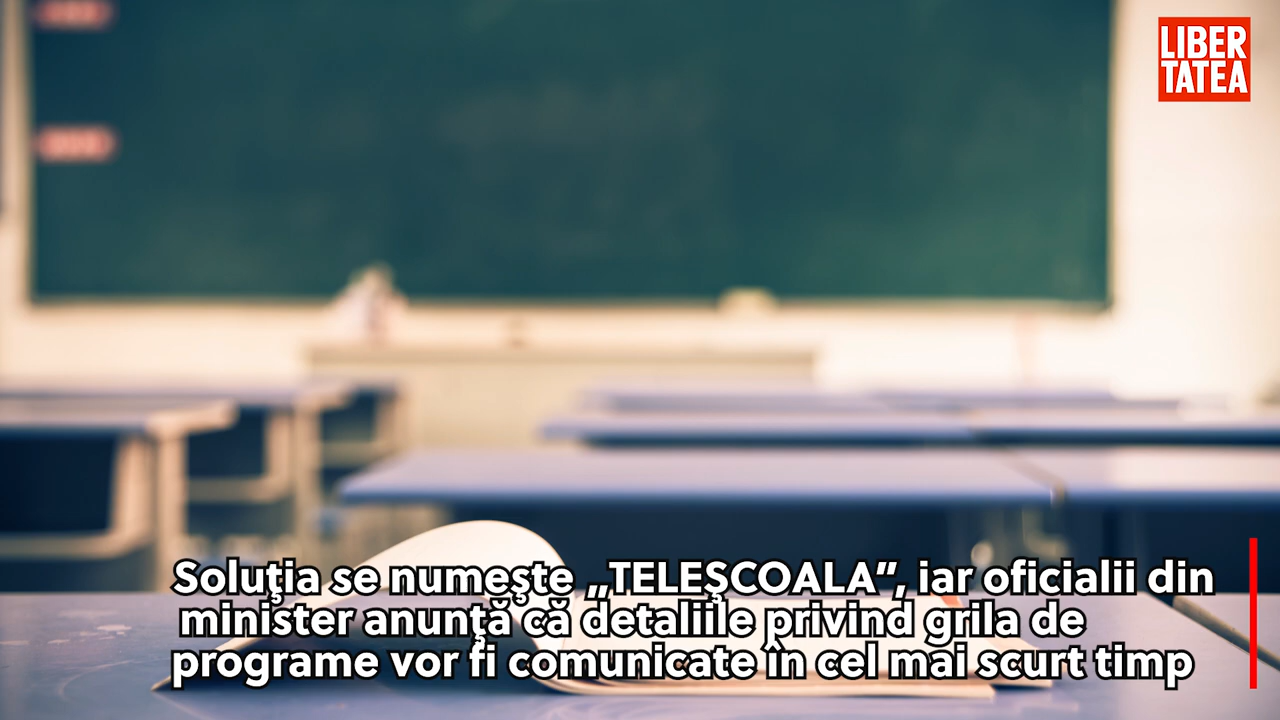 LIBER
TATEA
Soluţia se numeşte „TELEŞCOALA”, iar oficialii din
minister anunţă că detaliile privind grila de
programe vor fi comunicate în cel mai scurt timp